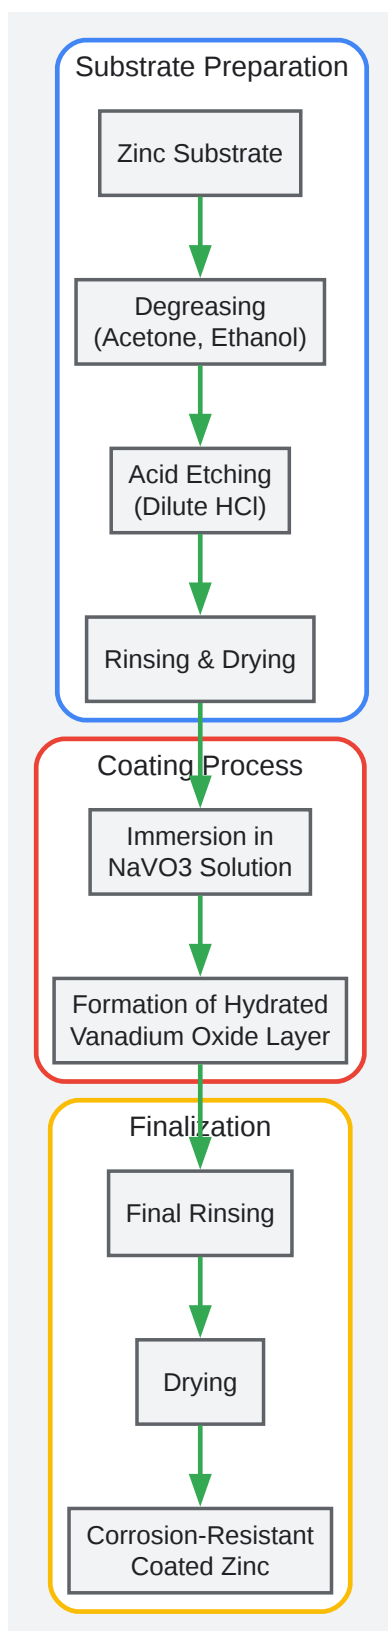 Substrate Preparation
Zinc Substrate
Degreasing
(Acetone, Ethanol)
Acid Etching
(Dilute HCl)
Rinsing & Drying
Coating Process
Immersion in
NaVO3 Solution
Formation of Hydrated
Vanadium Oxide Layer
Finalization
Final Rinsing
Drying
Corrosion-Resistant
Coated Zinc